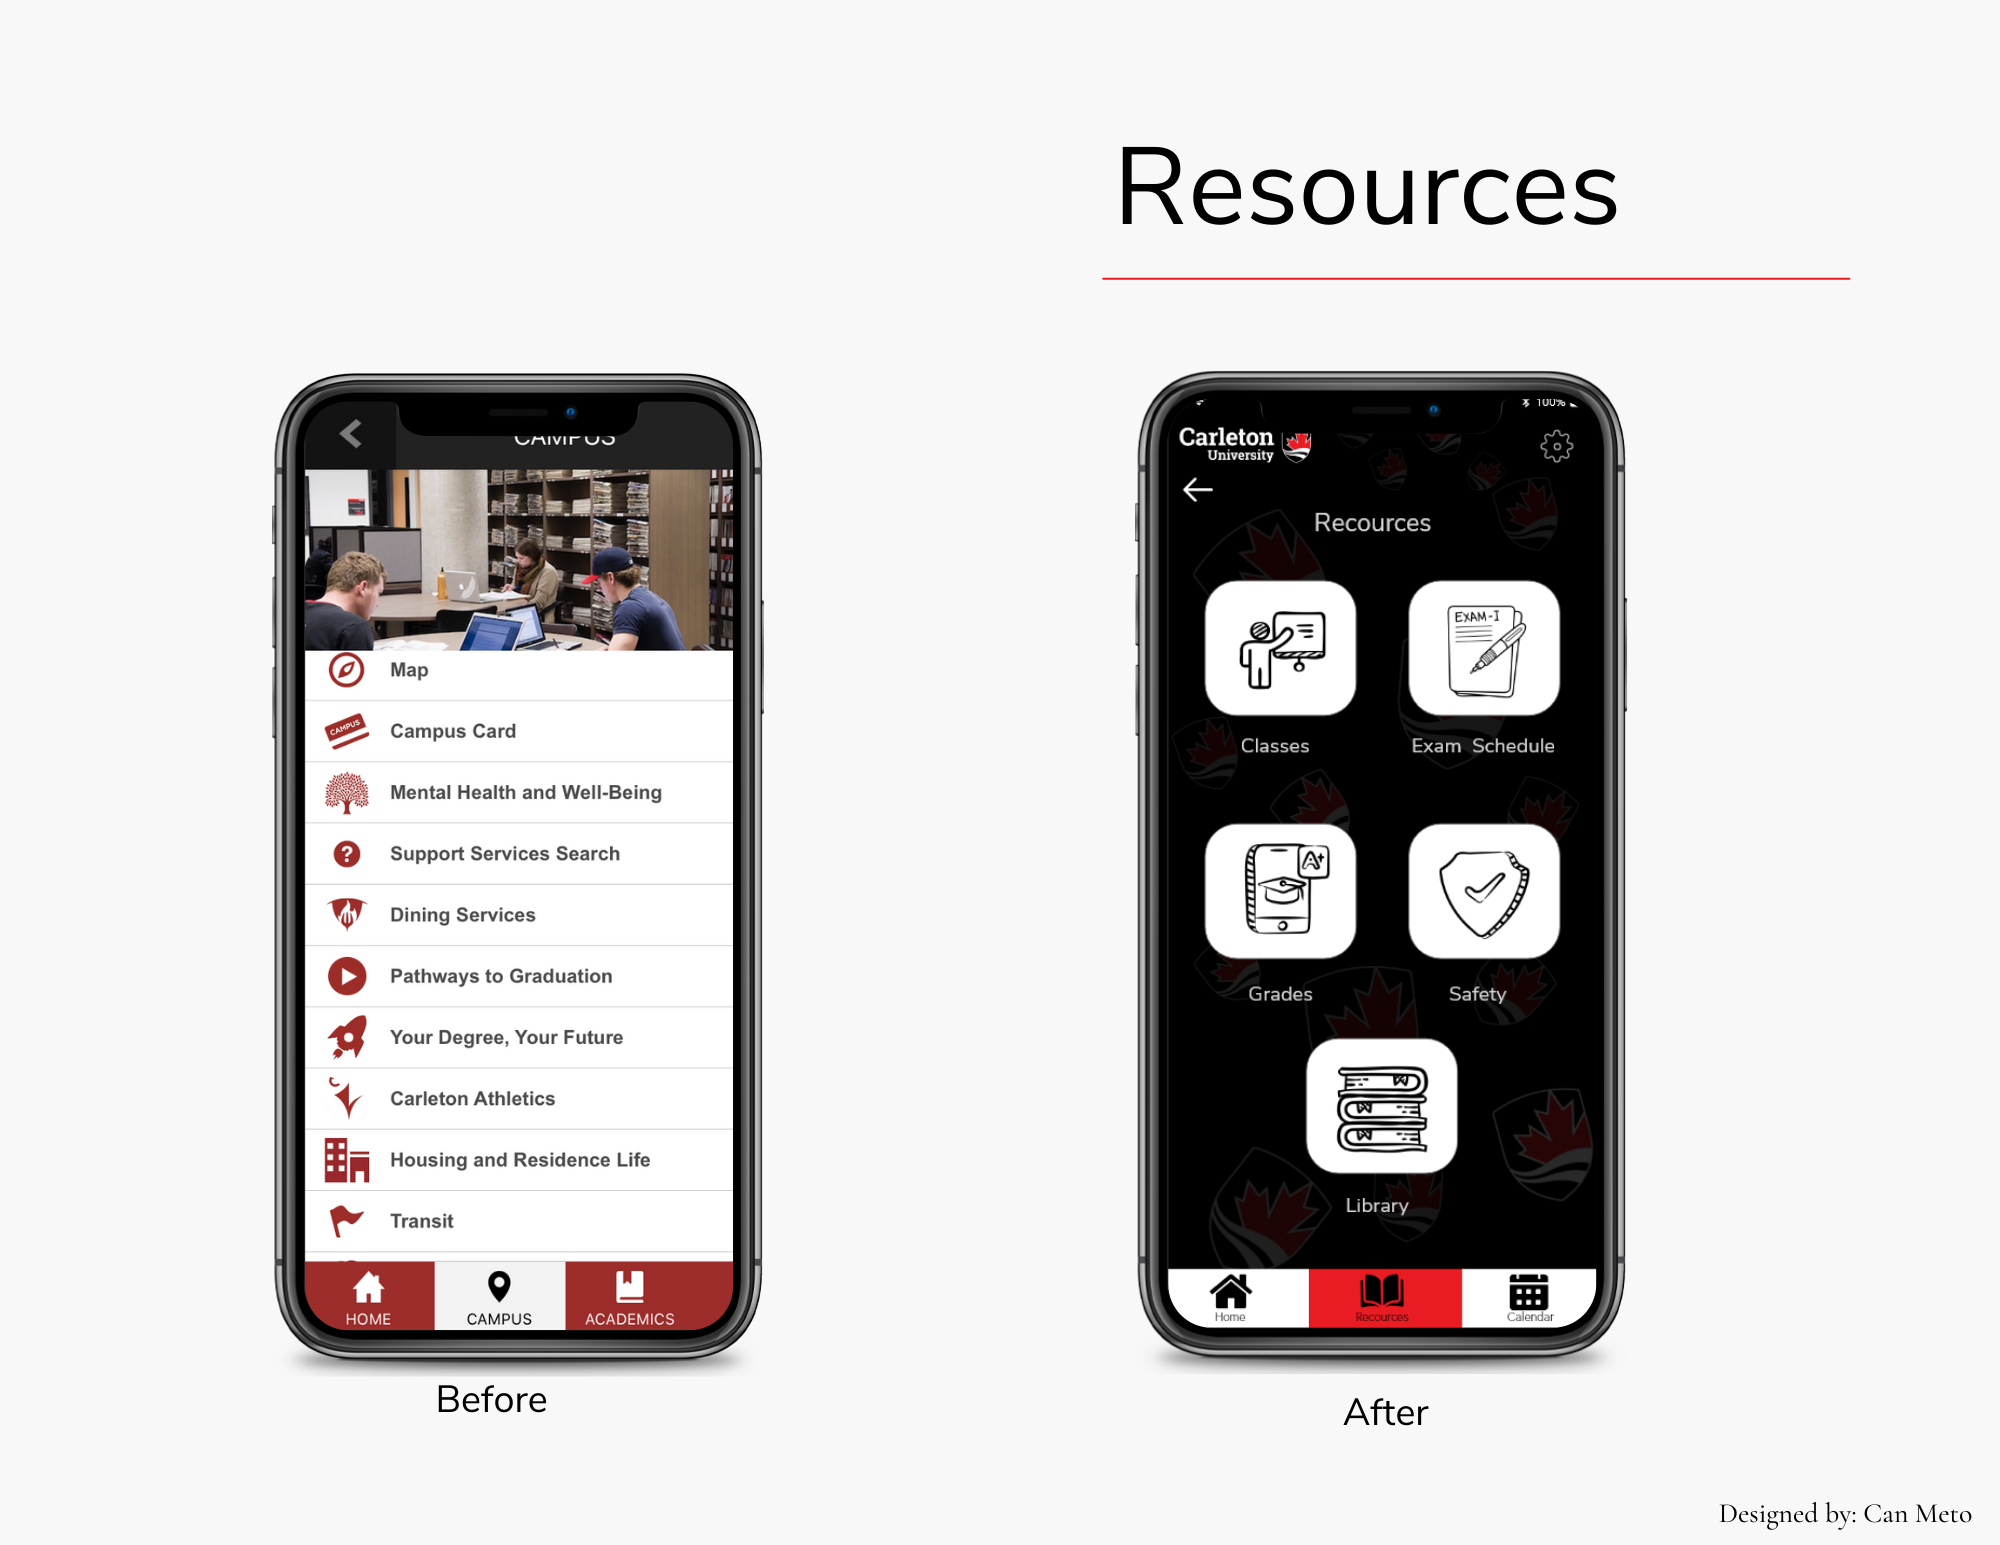 Resources
CAMPUS
Map
CAMPUS
Campus Card
Mental Health and Well-Being
?
Support Services Search
Dining Services
Pathways to Graduation
Your Degree, Your Future
Carleton Athletics
Housing and Residence Life
Transit
HOME
CAMPUS
ACADEMICS
Before
100%
Carleton
University
Recources
EXAM-I
Classes
Exam Schedule
A+
Grades
Safety
Library
Home
Recources
Calendar
After
Designed by: Can Meto